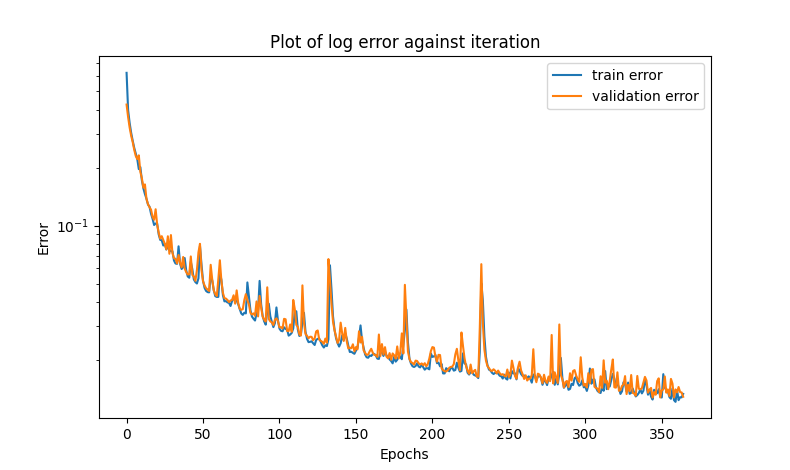 Plot of log error against iteration
train error
validation error
10⁻¹
Error
0 50 100 150 200 250 300 350
Epochs